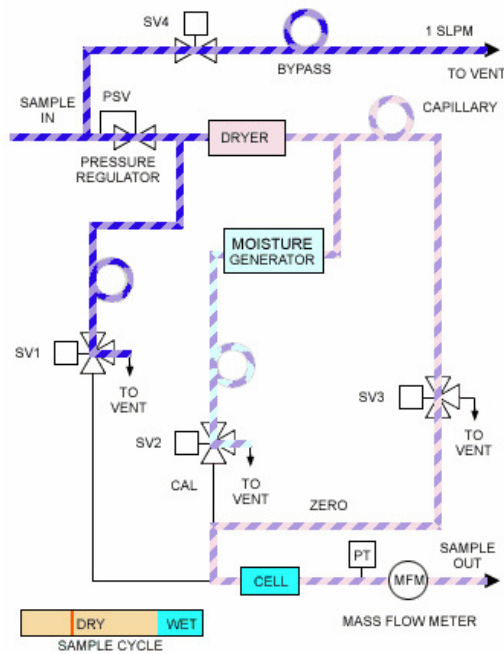 SV4
1 SLPM
BYPASS
TO VENT
SAMPLE
IN
PSV
CAPILLARY
DRYER
PRESSURE
REGULATOR
MOISTURE
GENERATOR
SV1
TO
VENT
SV3
TO
VENT
SV2
TO
VENT
CAL
ZERO
SAMPLE
OUT
PT
CELL
MFM
MASS FLOW METER
DRY
WET
SAMPLE CYCLE